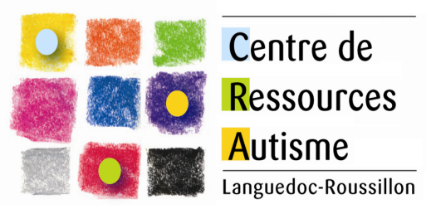 Centre de
Ressources
Autisme
Languedoc-Roussillon